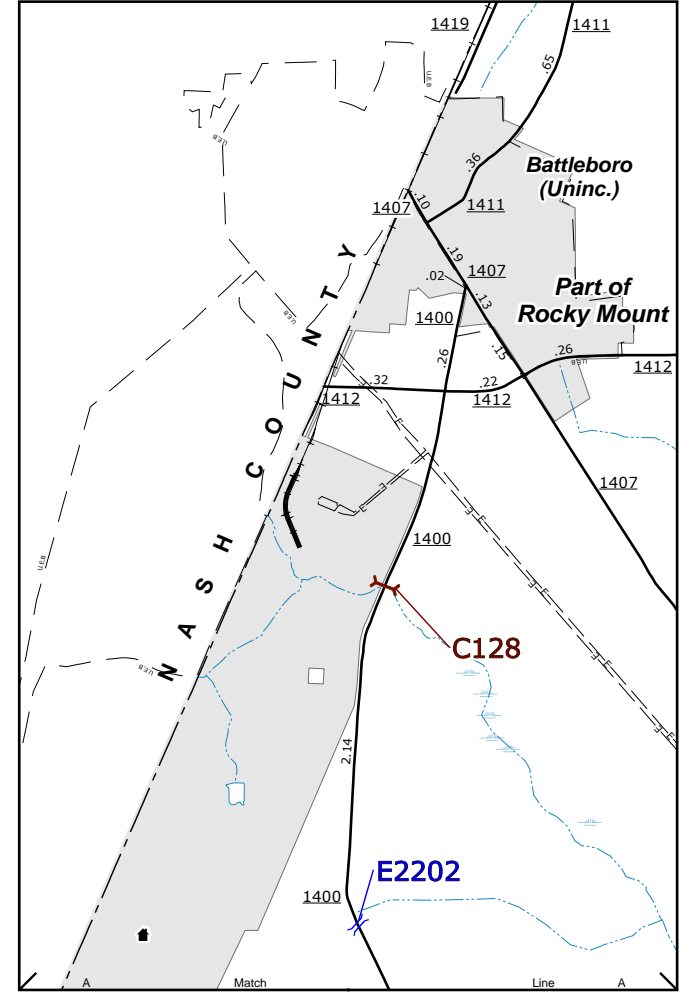 1419
1411
.65
U.E.B
U.E.B
.36
Battleboro
(Uninc.)
.10
1407
1411
.19
.02
1407
Part of
Rocky Mount
.13
1400
U.E.B
.15
.26
.26
U.E.B
1412
.32
.22
1412
1412
E
E
E
E
1407
E
E
NASH COUNTY
1400
U.E.B
E
E
C128
E
E
U.E.B
E
E
2.14
E2202
1400
A Match Line A